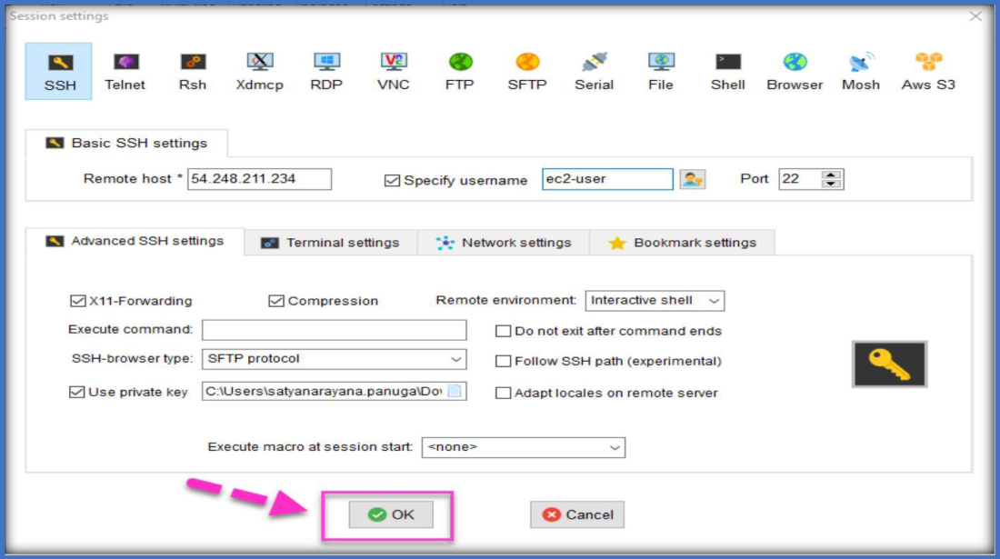 Session settings
SSH Telnet Rsh Xdmcp RDP VNC FTP SFTP Serial File Shell Browser Mosh Aws S3
Basic SSH settings
Remote host * 54.248.211.234 Specify username ec2-user Port 22
Advanced SSH settings Terminal settings Network settings Bookmark settings
X11-Forwarding Compression Remote environment: Interactive shell
Execute command: Do not exit after command ends
SSH-browser type: SFTP protocol Follow SSH path (experimental)
Use private key C:\Users\satyanarayana.panuga\Do Adapt locales on remote server
Execute macro at session start: <none>
OK Cancel